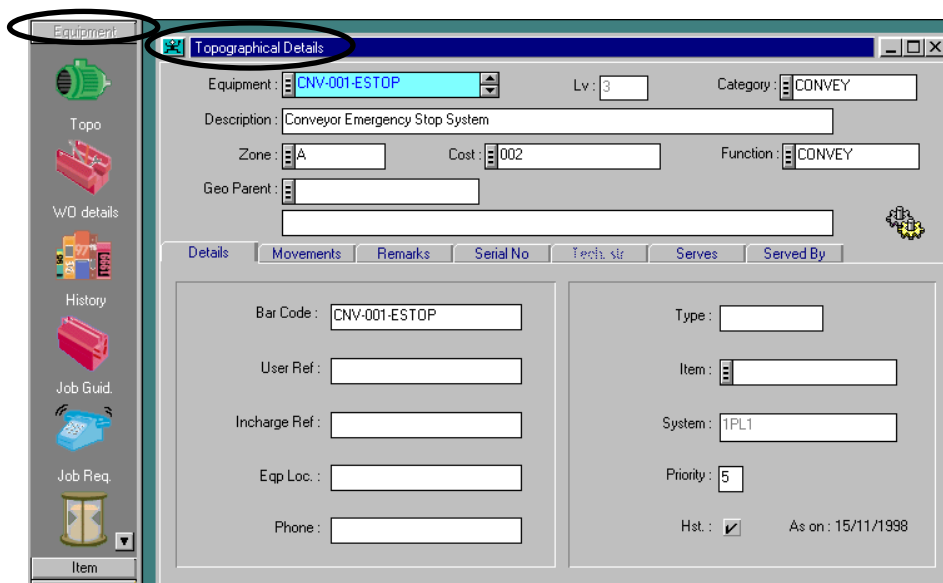 Equipment
Topographical Details
Topo
WO details
History
Job Guid.
Job Req.
Item
Equipment : CNV-001-ESTOP Lv : 3 Category : CONVEY
Description : Conveyor Emergency Stop System
Zone : A Cost : 002 Function : CONVEY
Geo Parent :
Details Movements Remarks Serial No Tech. str Serves Served By
Bar Code : CNV-001-ESTOP
User Ref :
Incharge Ref :
Eqp Loc. :
Phone :
Type :
Item :
System : 1PL1
Priority : 5
Hst. : As on : 15/11/1998